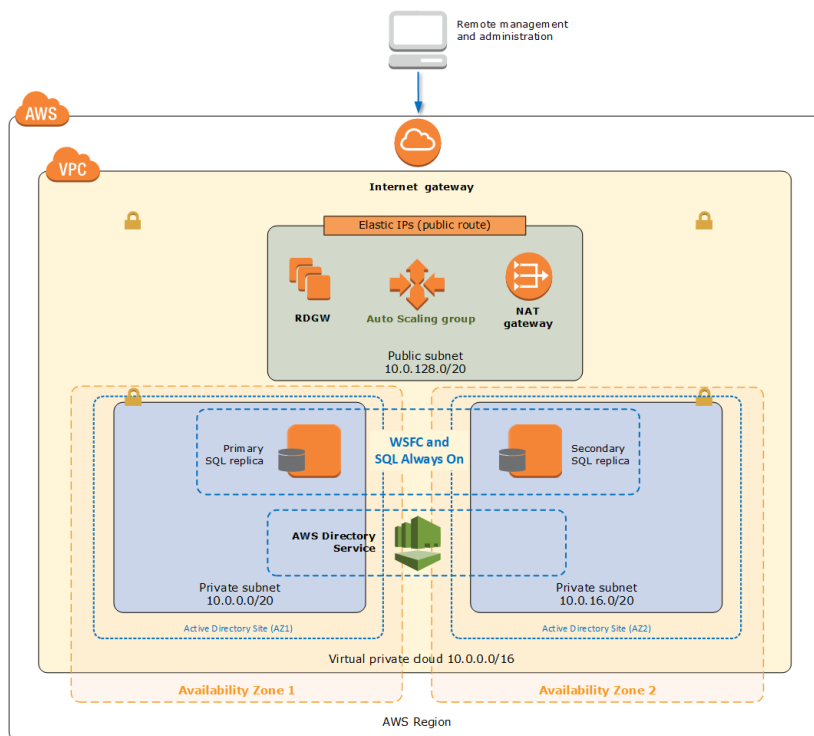 Remote management
and administration
AWS
VPC
Internet gateway
Elastic IPs (public route)
RDGW
Auto Scaling group
NAT
gateway
Public subnet
10.0.128.0/20
Primary
SQL replica
WSFC and
SQL Always On
Secondary
SQL replica
AWS Directory
Service
Private subnet
10.0.0.0/20
Private subnet
10.0.16.0/20
Active Directory Site (AZ1)
Active Directory Site (AZ2)
Virtual private cloud 10.0.0.0/16
Availability Zone 1
Availability Zone 2
AWS Region